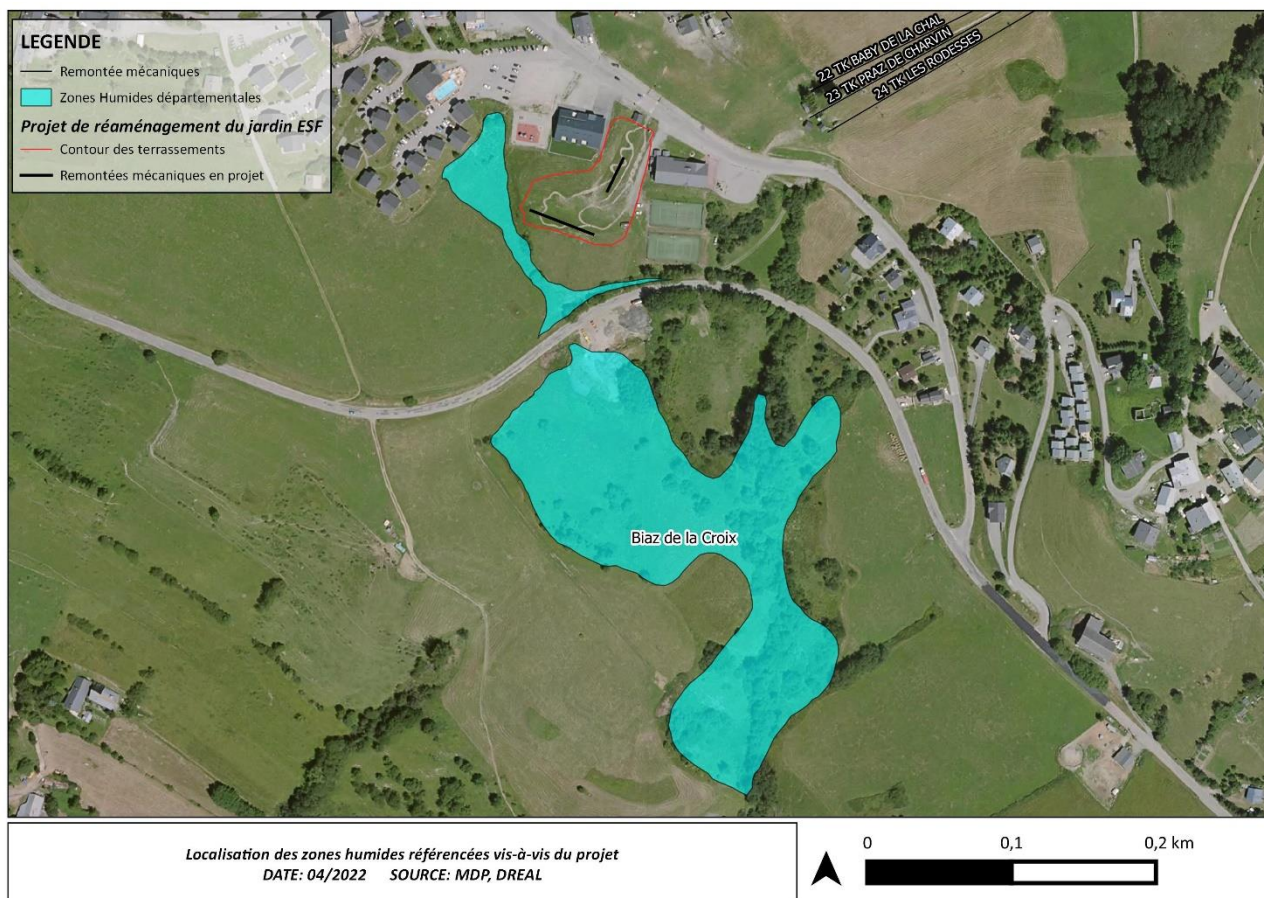 LEGENDE
Remontée mécaniques
Zones Humides départementales
Projet de réaménagement du jardin ESF
Contour des terrassements
Remontées mécaniques en projet
22 TK BABY DE LA CHAL
23 TK PRAZ DE CHARVIN
24 TK LES RODESSES
Biaz de la Croix
Localisation des zones humides référencées vis-à-vis du projet
DATE: 04/2022 SOURCE: MDP, DREAL
0 0,1 0,2 km